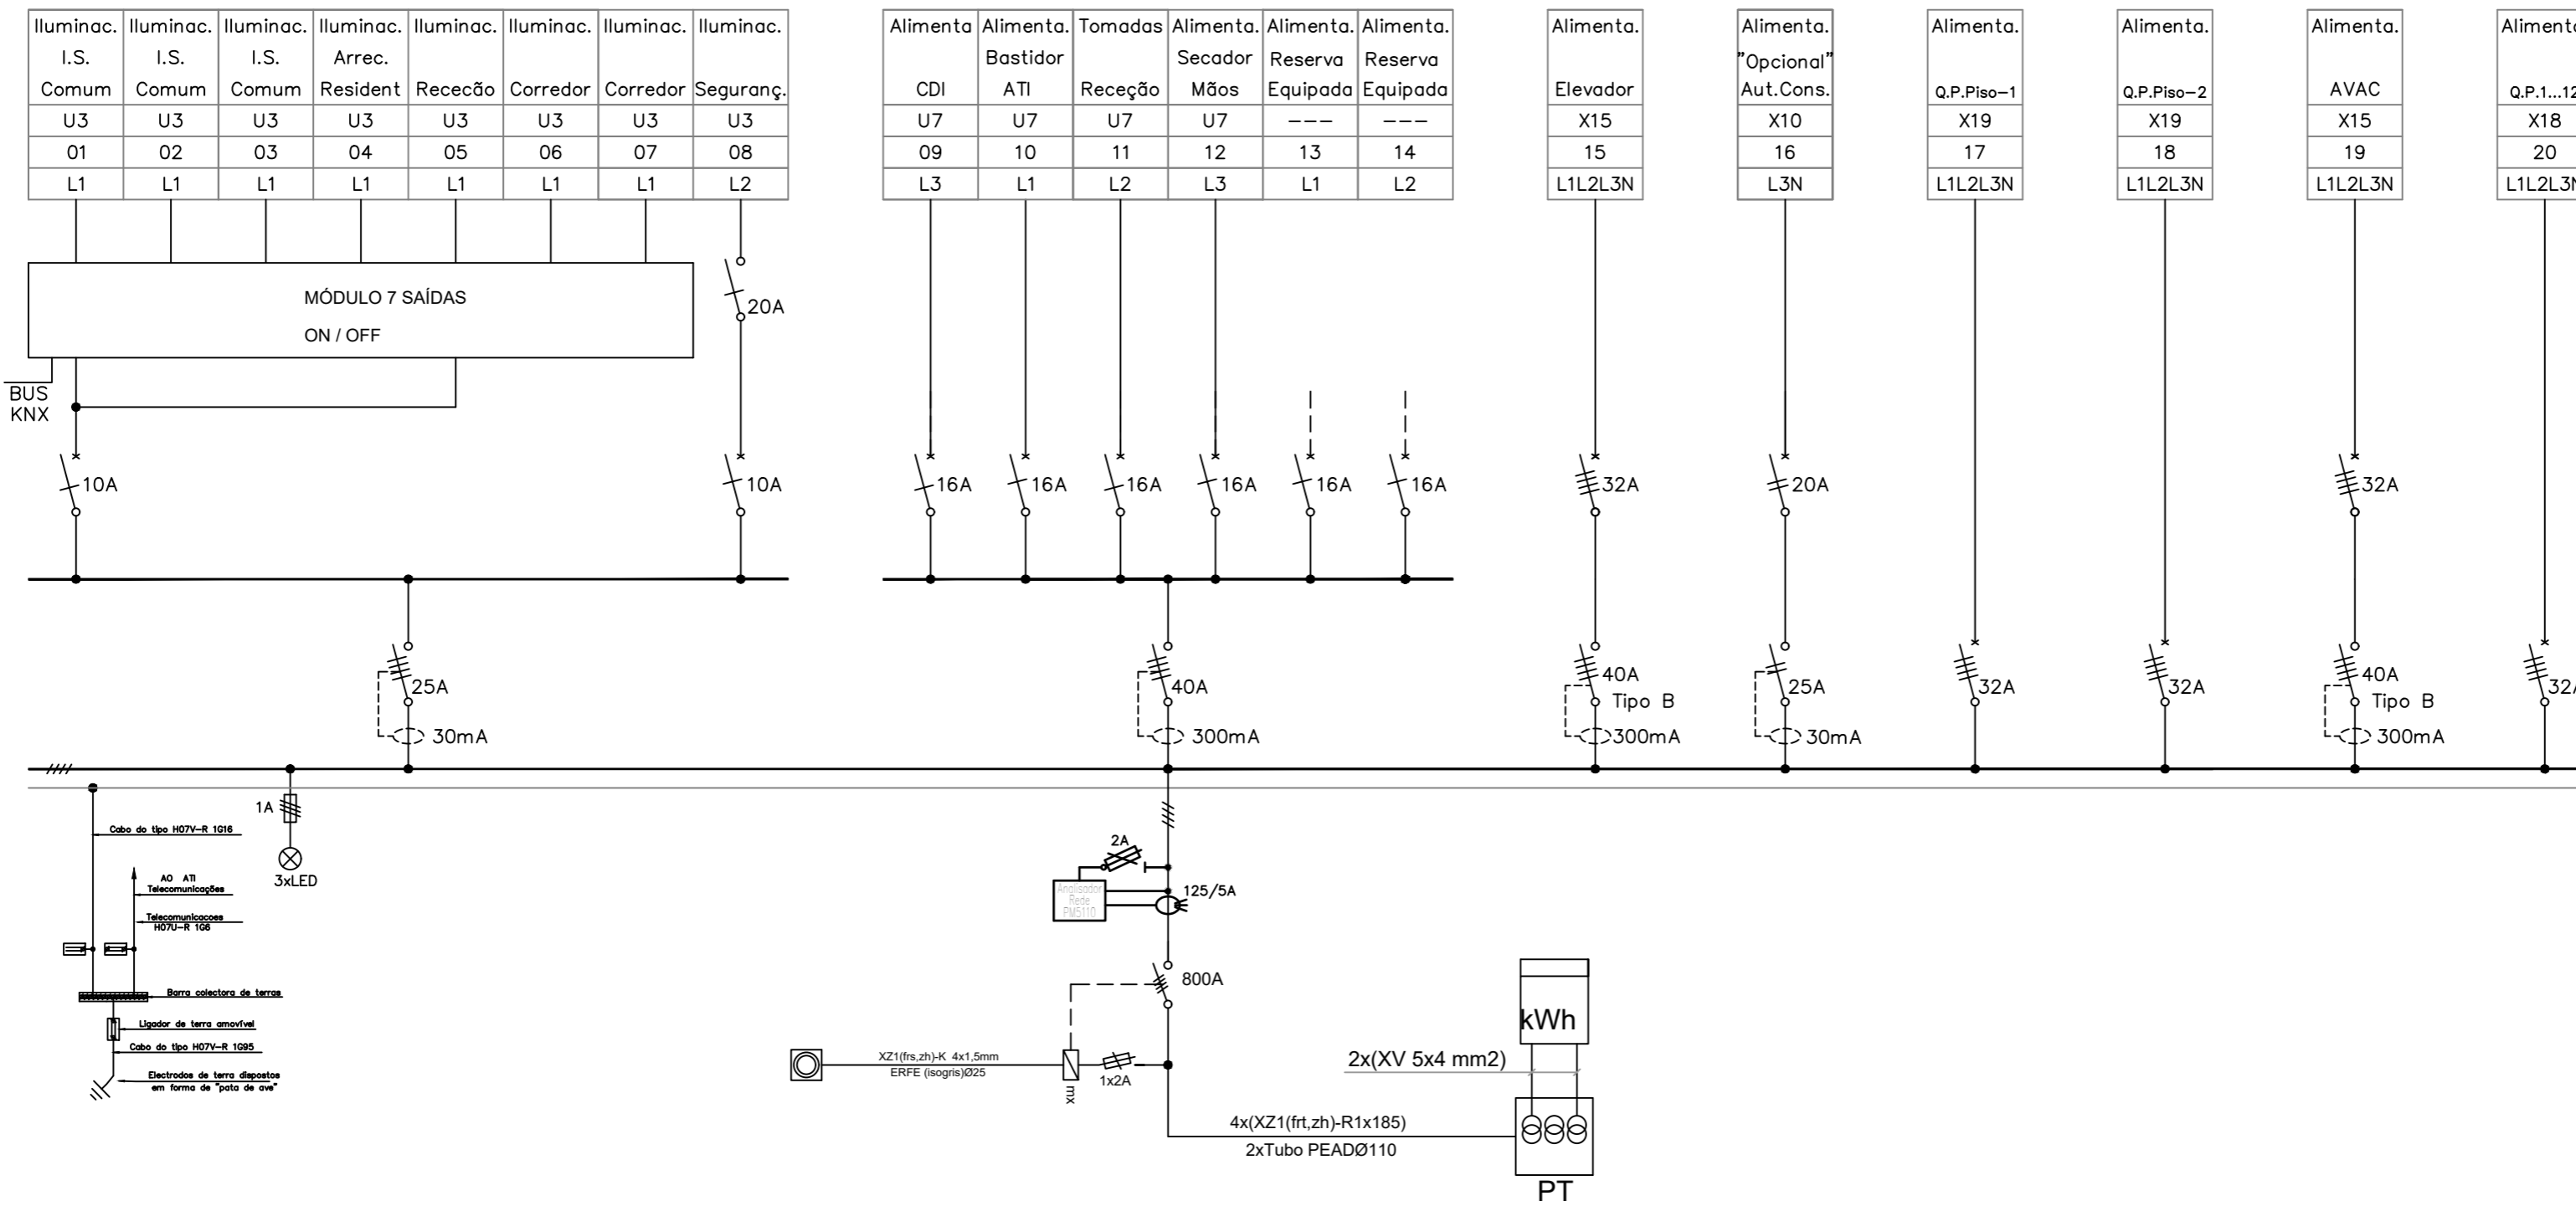 Iluminac. Iluminac. Iluminac. Iluminac. Iluminac. Iluminac. Iluminac. Iluminac.
I.S. I.S. I.S. Arrec.
Comum Comum Comum Resident Rececão Corredor Corredor Seguranç.
U3 U3 U3 U3 U3 U3 U3 U3
01 02 03 04 05 06 07 08
L1 L1 L1 L1 L1 L1 L1 L2
Alimenta Alimenta. Tomadas Alimenta. Alimenta. Alimenta.
Bastidor Secador Reserva Reserva
CDI ATI Receção Mãos Equipada Equipada
U7 U7 U7 U7 --- ---
09 10 11 12 13 14
L3 L1 L2 L3 L1 L2
Alimenta.
Elevador
X15
15
L1L2L3N
Alimenta.
"Opcional"
Aut.Cons.
X10
16
L3N
Alimenta.
Q.P.Piso-1
X19
17
L1L2L3N
Alimenta.
Q.P.Piso-2
X19
18
L1L2L3N
Alimenta.
AVAC
X15
19
L1L2L3N
Alimenta
Q.P.1...12
X18
20
L1L2L3N
MÓDULO 7 SAÍDAS
ON / OFF
20A
BUS
KNX
10A 10A 16A 16A 16A 16A 16A 16A 32A 20A 32A
25A 40A 40A 25A 32A 32A 40A 32A
Tipo B Tipo B
30mA 300mA 300mA 30mA 300mA
1A
3xLED
Cabo do tipo H07V-R 1G16
AO ATI
Telecomunicações
Telecomunicacoes
H07U-R 1G6
Barra colectora de terras
Ligador de terra amovível
Cabo do tipo H07V-R 1G95
Electrodos de terra dispostos
em forma de "pata de ave"
2A
Analisador
Rede
PM5110
125/5A
800A
XZ1(frs,zh)-K 4x1,5mm
ERFE (isogris)Ø25
mx
1x2A
kWh
2x(XV 5x4 mm2)
4x(XZ1(frt,zh)-R1x185)
2xTubo PEADØ110
PT